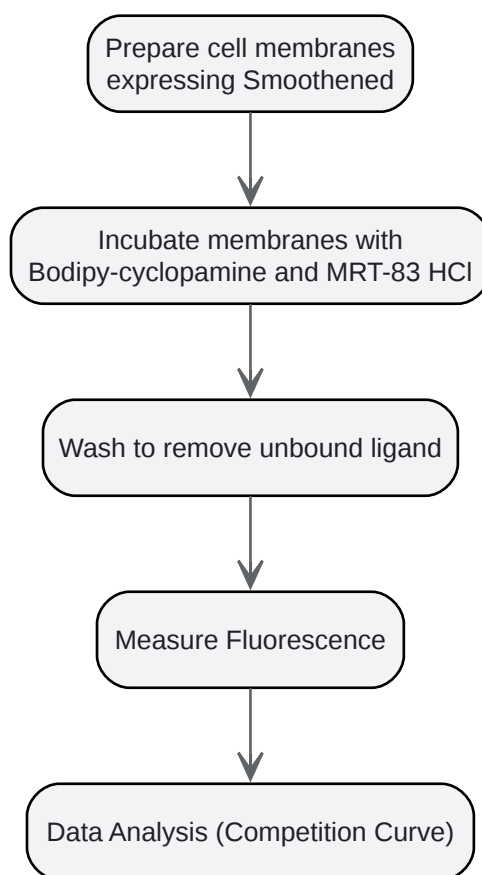 Prepare cell membranes
expressing Smoothened
Incubate membranes with
Bodipy-cyclopamine and MRT-83 HCl
Wash to remove unbound ligand
Measure Fluorescence
Data Analysis (Competition Curve)